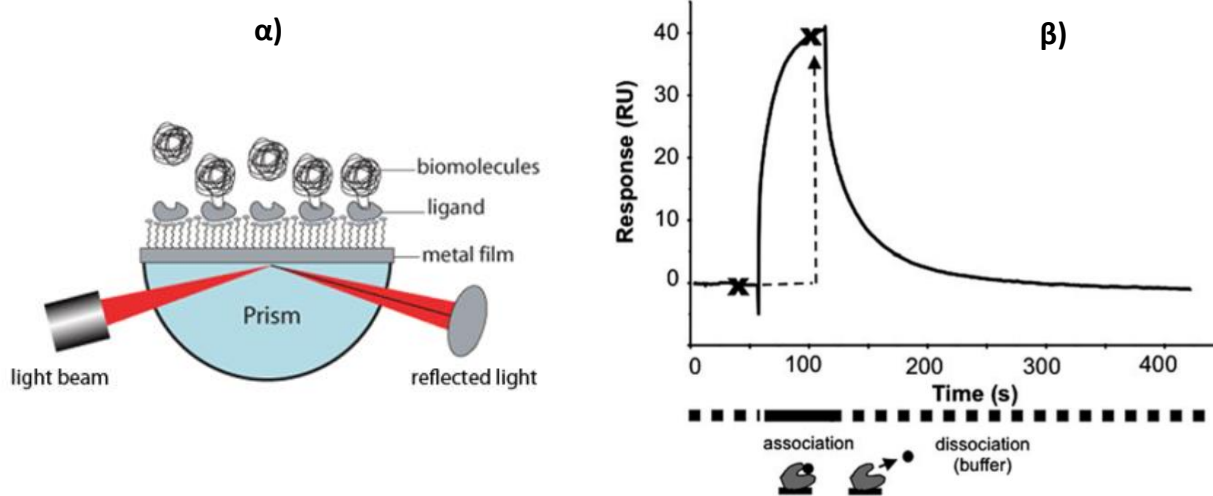 α)
biomolecules
ligand
metal film
Prism
light beam
reflected light
β)
Response (RU)
40
30
20
10
0
0 100 200 300 400
Time (s)
association
dissociation
(buffer)